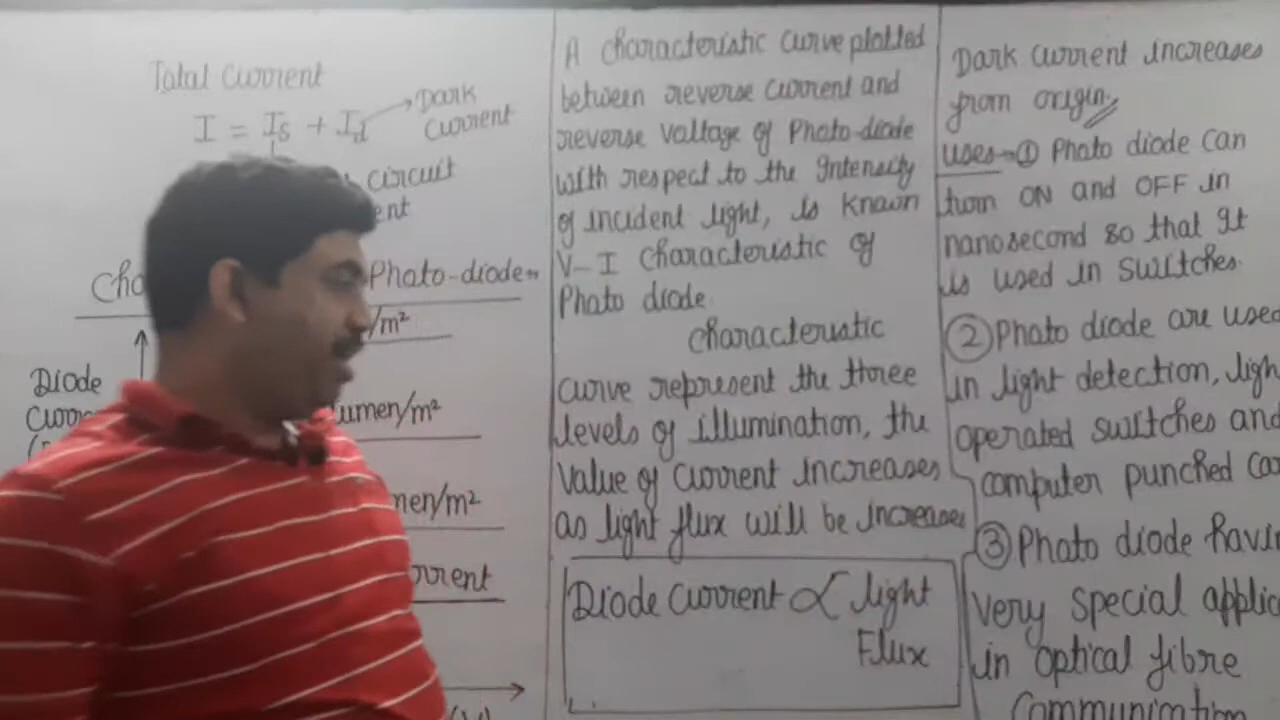 Total Current
I = Is + Id
Dark
Current
circuit
Photo-diode
/m²
Diode
lumen/m²
men/m²
A characteristic curve plotted
between reverse current and
reverse voltage of Photo-diode
with respect to the Intensity
of incident light, is known
V-I characteristic of
Photo diode.
characteristic
curve represent the three
levels of illumination, the
value of current increases
as light flux will be increases
Diode current ∝ light
Flux
Dark current increases
from origin
uses → ① Photo diode can
turn ON and OFF in
nanosecond so that It
is used in switches.
② Photo diode are used
in light detection, ligh
operated switches and
computer punched ca
③ Photo diode havi
very special applic
in optical fibre
Communication